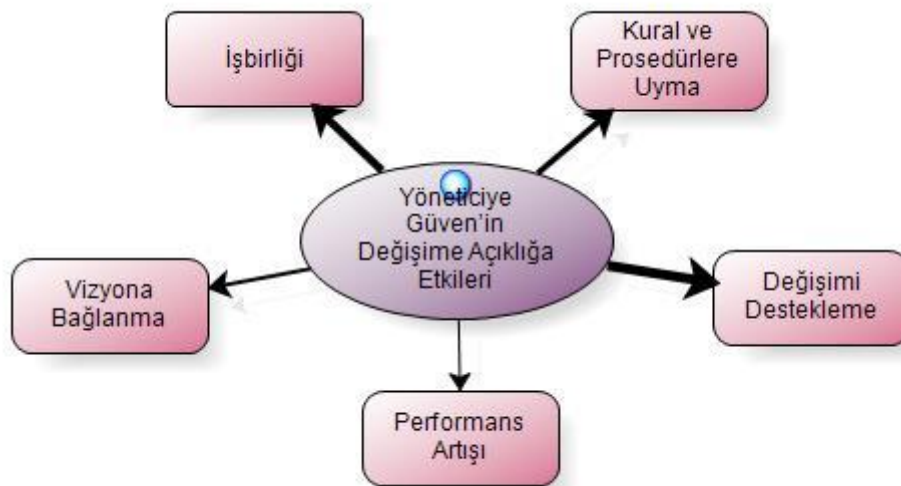 İşbirliği
Kural ve
Prosedürlere
Uyma
Yöneticiye
Güven’in
Değişime Açıklığa
Etkileri
Vizyona
Bağlanma
Değişimi
Destekleme
Performans
Artışı